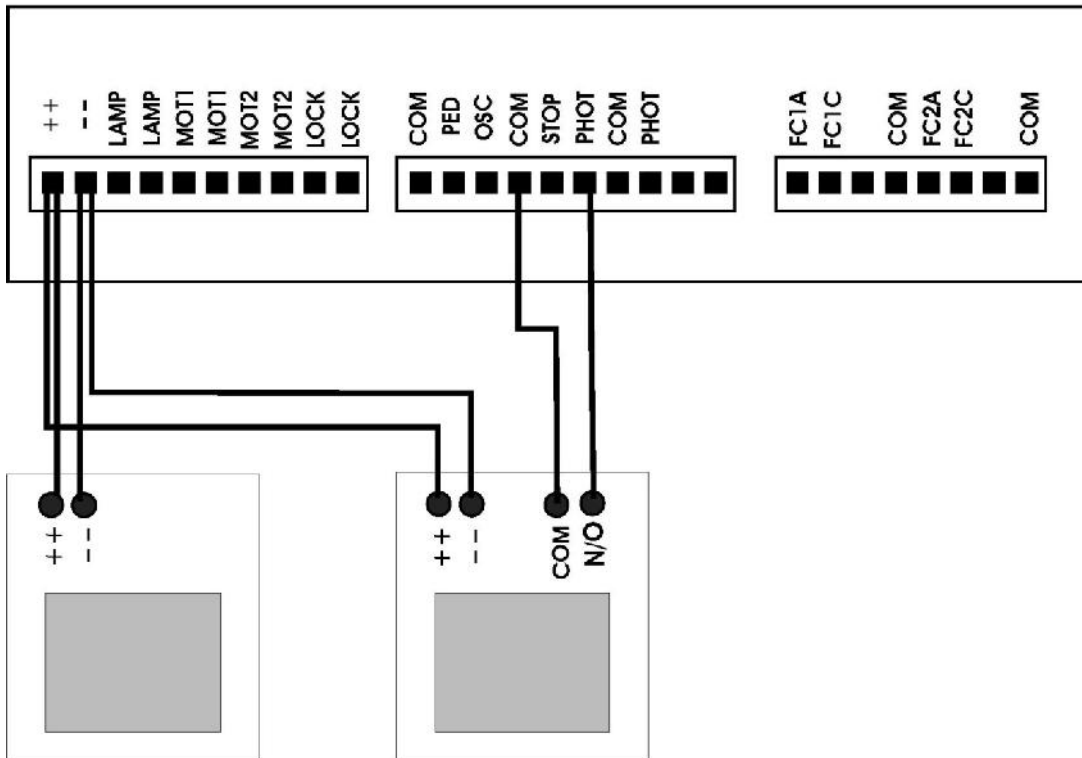 ++
--
LAMP
LAMP
MOT1
MOT1
MOT2
MOT2
LOCK
LOCK
COM
PED
OSC
COM
STOP
PHOT
COM
PHOT
FC1A
FC1C
COM
FC2A
FC2C
COM
++
--
++
--
COM
N/O